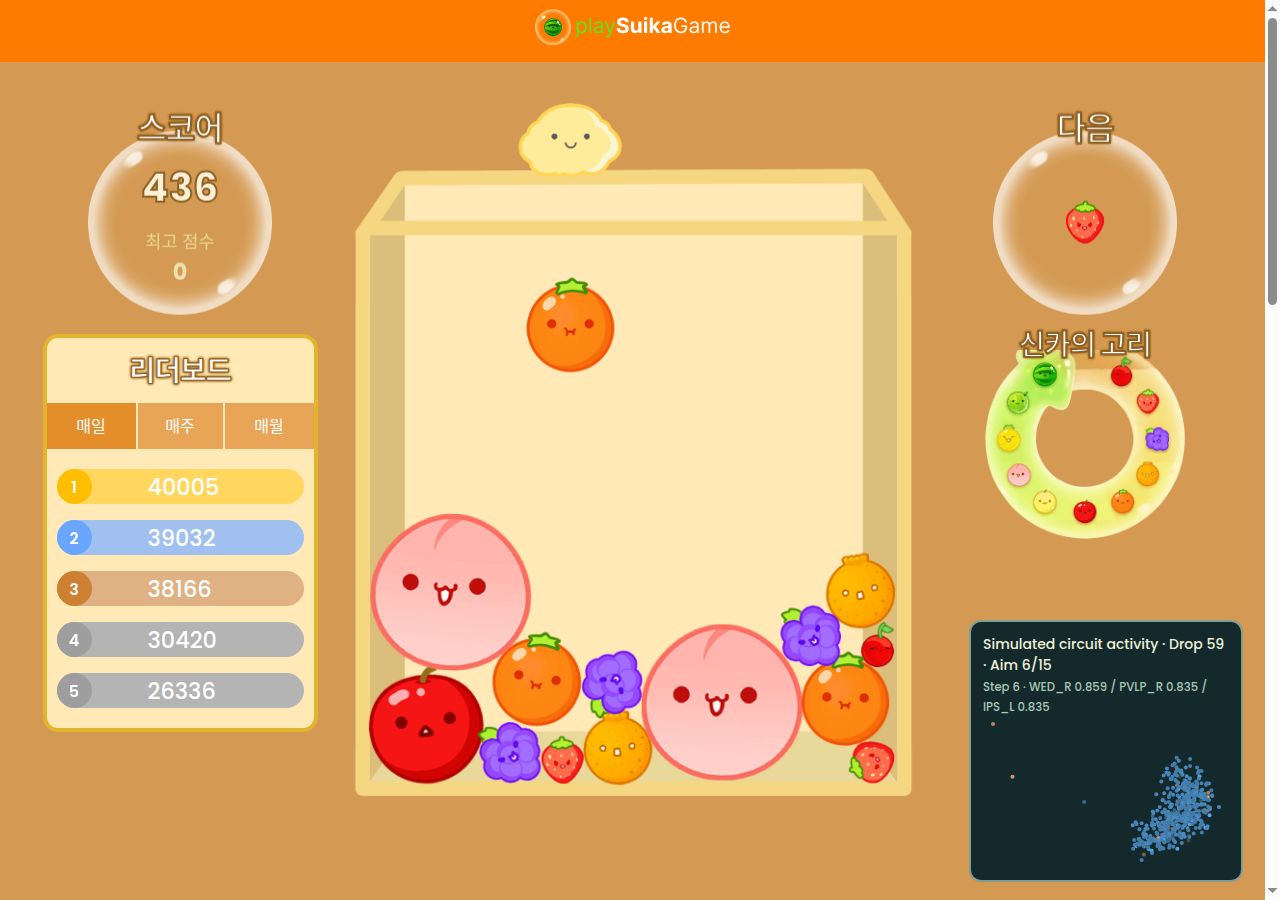 playSuikaGame
스코어
436
최고 점수
0
리더보드
매일
매주
매월
1 40005
2 39032
3 38166
4 30420
5 26336
다음
신카의 고리
Simulated circuit activity · Drop 59
· Aim 6/15
Step 6 · WED_R 0.859 / PVLP_R 0.835 /
IPS_L 0.835